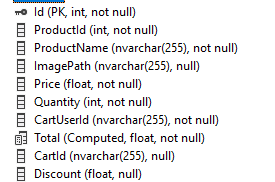 Id (PK, int, not null)
ProductId (int, not null)
ProductName (nvarchar(255), not null)
ImagePath (nvarchar(255), null)
Price (float, not null)
Quantity (int, not null)
CartUserId (nvarchar(255), not null)
Total (Computed, float, not null)
CartId (nvarchar(255), null)
Discount (float, null)